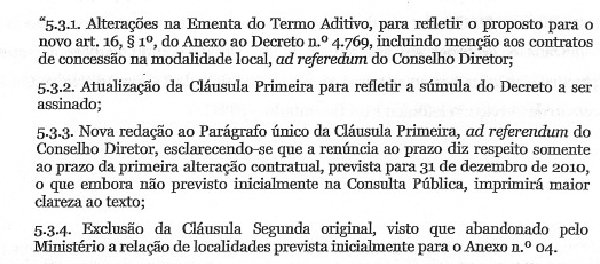 "5.3.1. Alterações na Ementa do Termo Aditivo, para refletir o proposto para o
novo art. 16, § 1º, do Anexo ao Decreto n.º 4.769, incluindo menção aos contratos
de concessão na modalidade local, ad referedum do Conselho Diretor;
5.3.2. Atualização da Cláusula Primeira para refletir a súmula do Decreto a ser
assinado;
5.3.3. Nova redação ao Parágrafo único da Cláusula Primeira, ad referendum do
Conselho Diretor, esclarecendo-se que a renúncia ao prazo diz respeito somente
ao prazo da primeira alteração contratual, prevista para 31 de dezembro de 2010,
o que embora não previsto inicialmente na Consulta Pública, imprimirá maior
clareza ao texto;
5.3.4. Exclusão da Cláusula Segunda original, visto que abandonado pelo
Ministério a relação de localidades prevista inicialmente para o Anexo n.º 04.